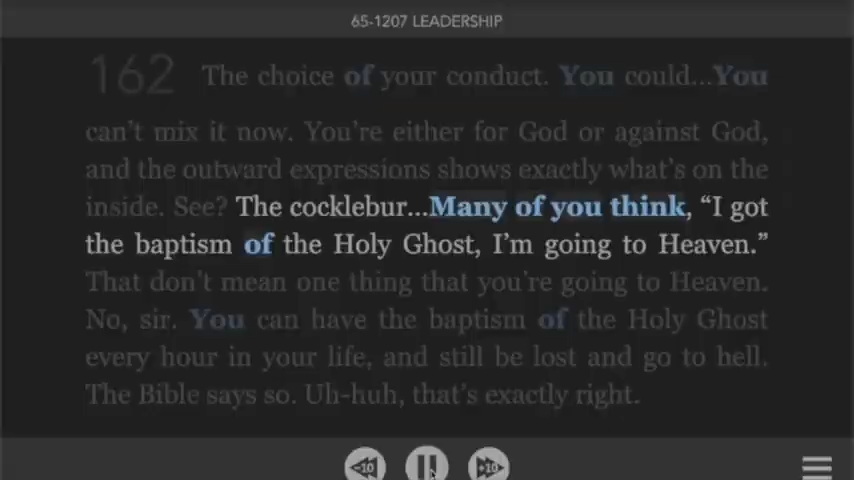 65-1207 LEADERSHIP
162 The choice of your conduct. You could...You
can't mix it now. You're either for God or against God,
and the outward expressions shows exactly what's on the
inside. See? The cocklebur...Many of you think, “I got
the baptism of the Holy Ghost, I'm going to Heaven.”
That don't mean one thing that you're going to Heaven.
No, sir. You can have the baptism of the Holy Ghost
every hour in your life, and still be lost and go to hell.
The Bible says so. Uh-huh, that's exactly right.
-10 +10